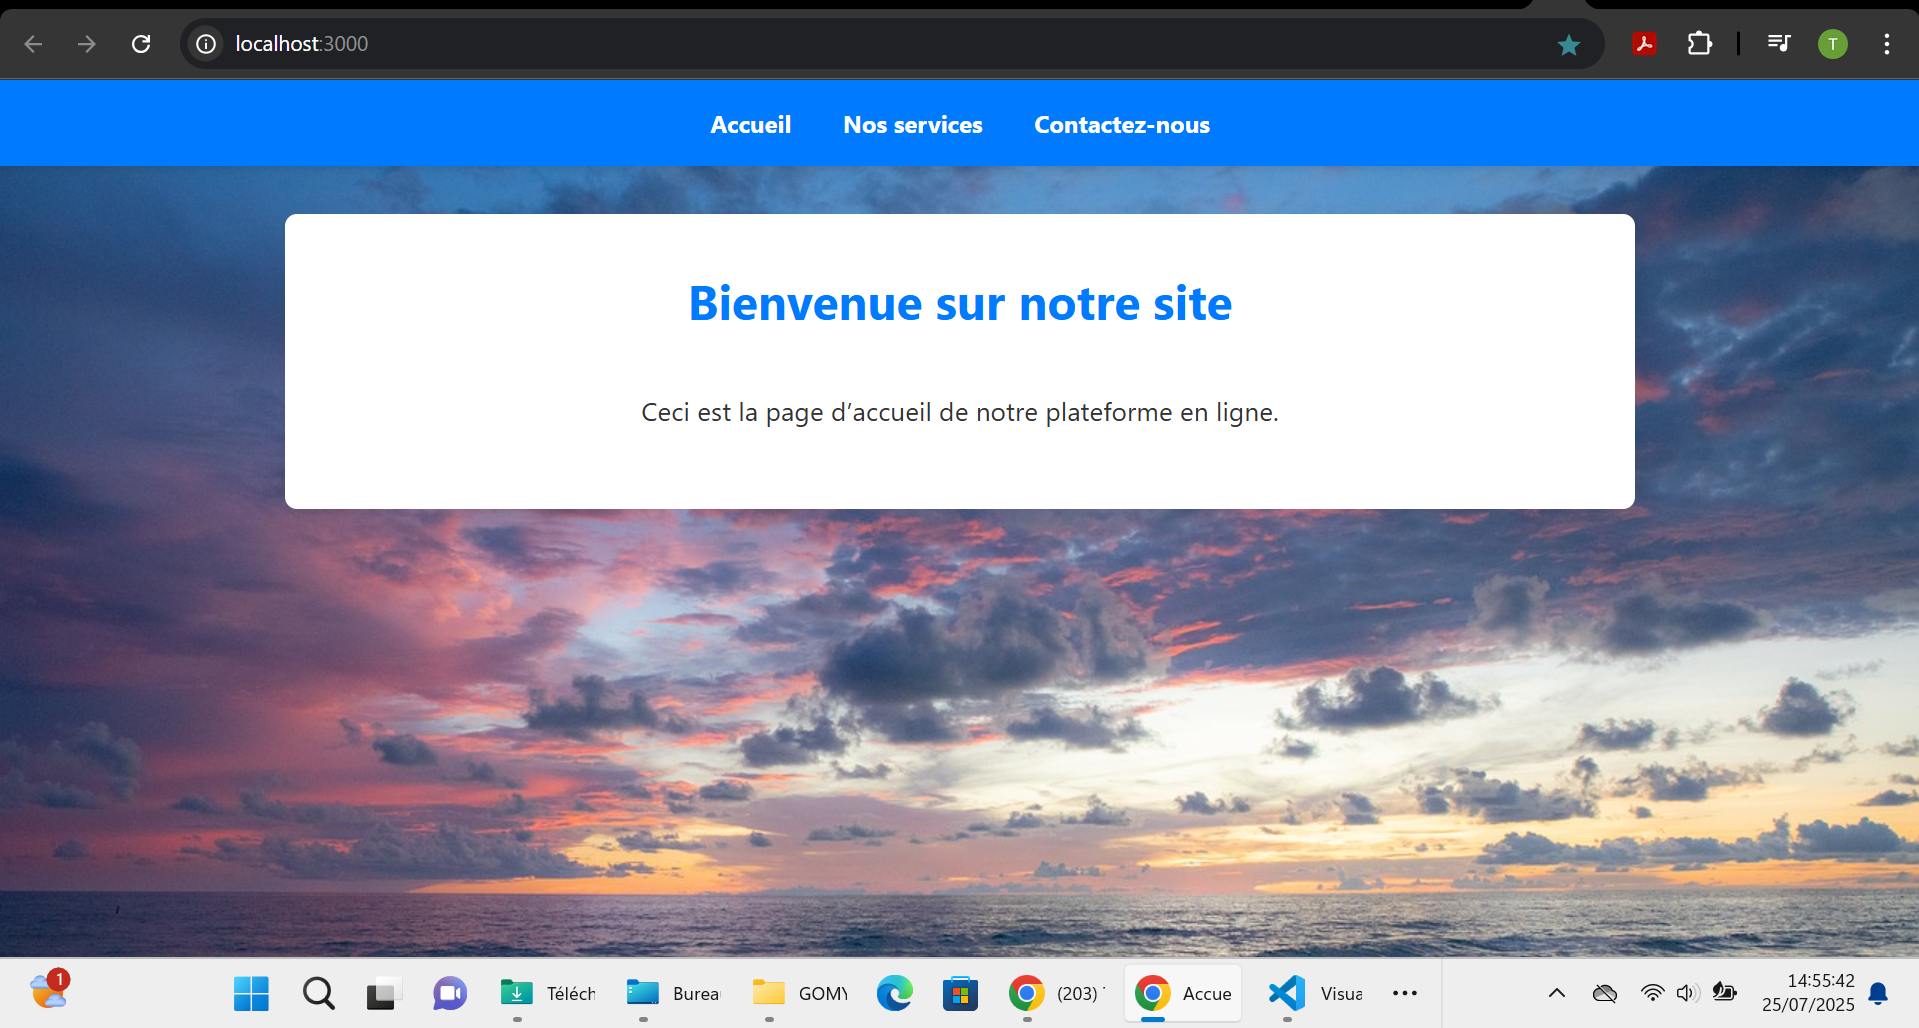 localhost:3000
T
Accueil Nos services Contactez-nous
Bienvenue sur notre site
Ceci est la page d’accueil de notre plateforme en ligne.
1
Téléch
Burea
GOMY
(203)
Accue
Visua
14:55:42
25/07/2025